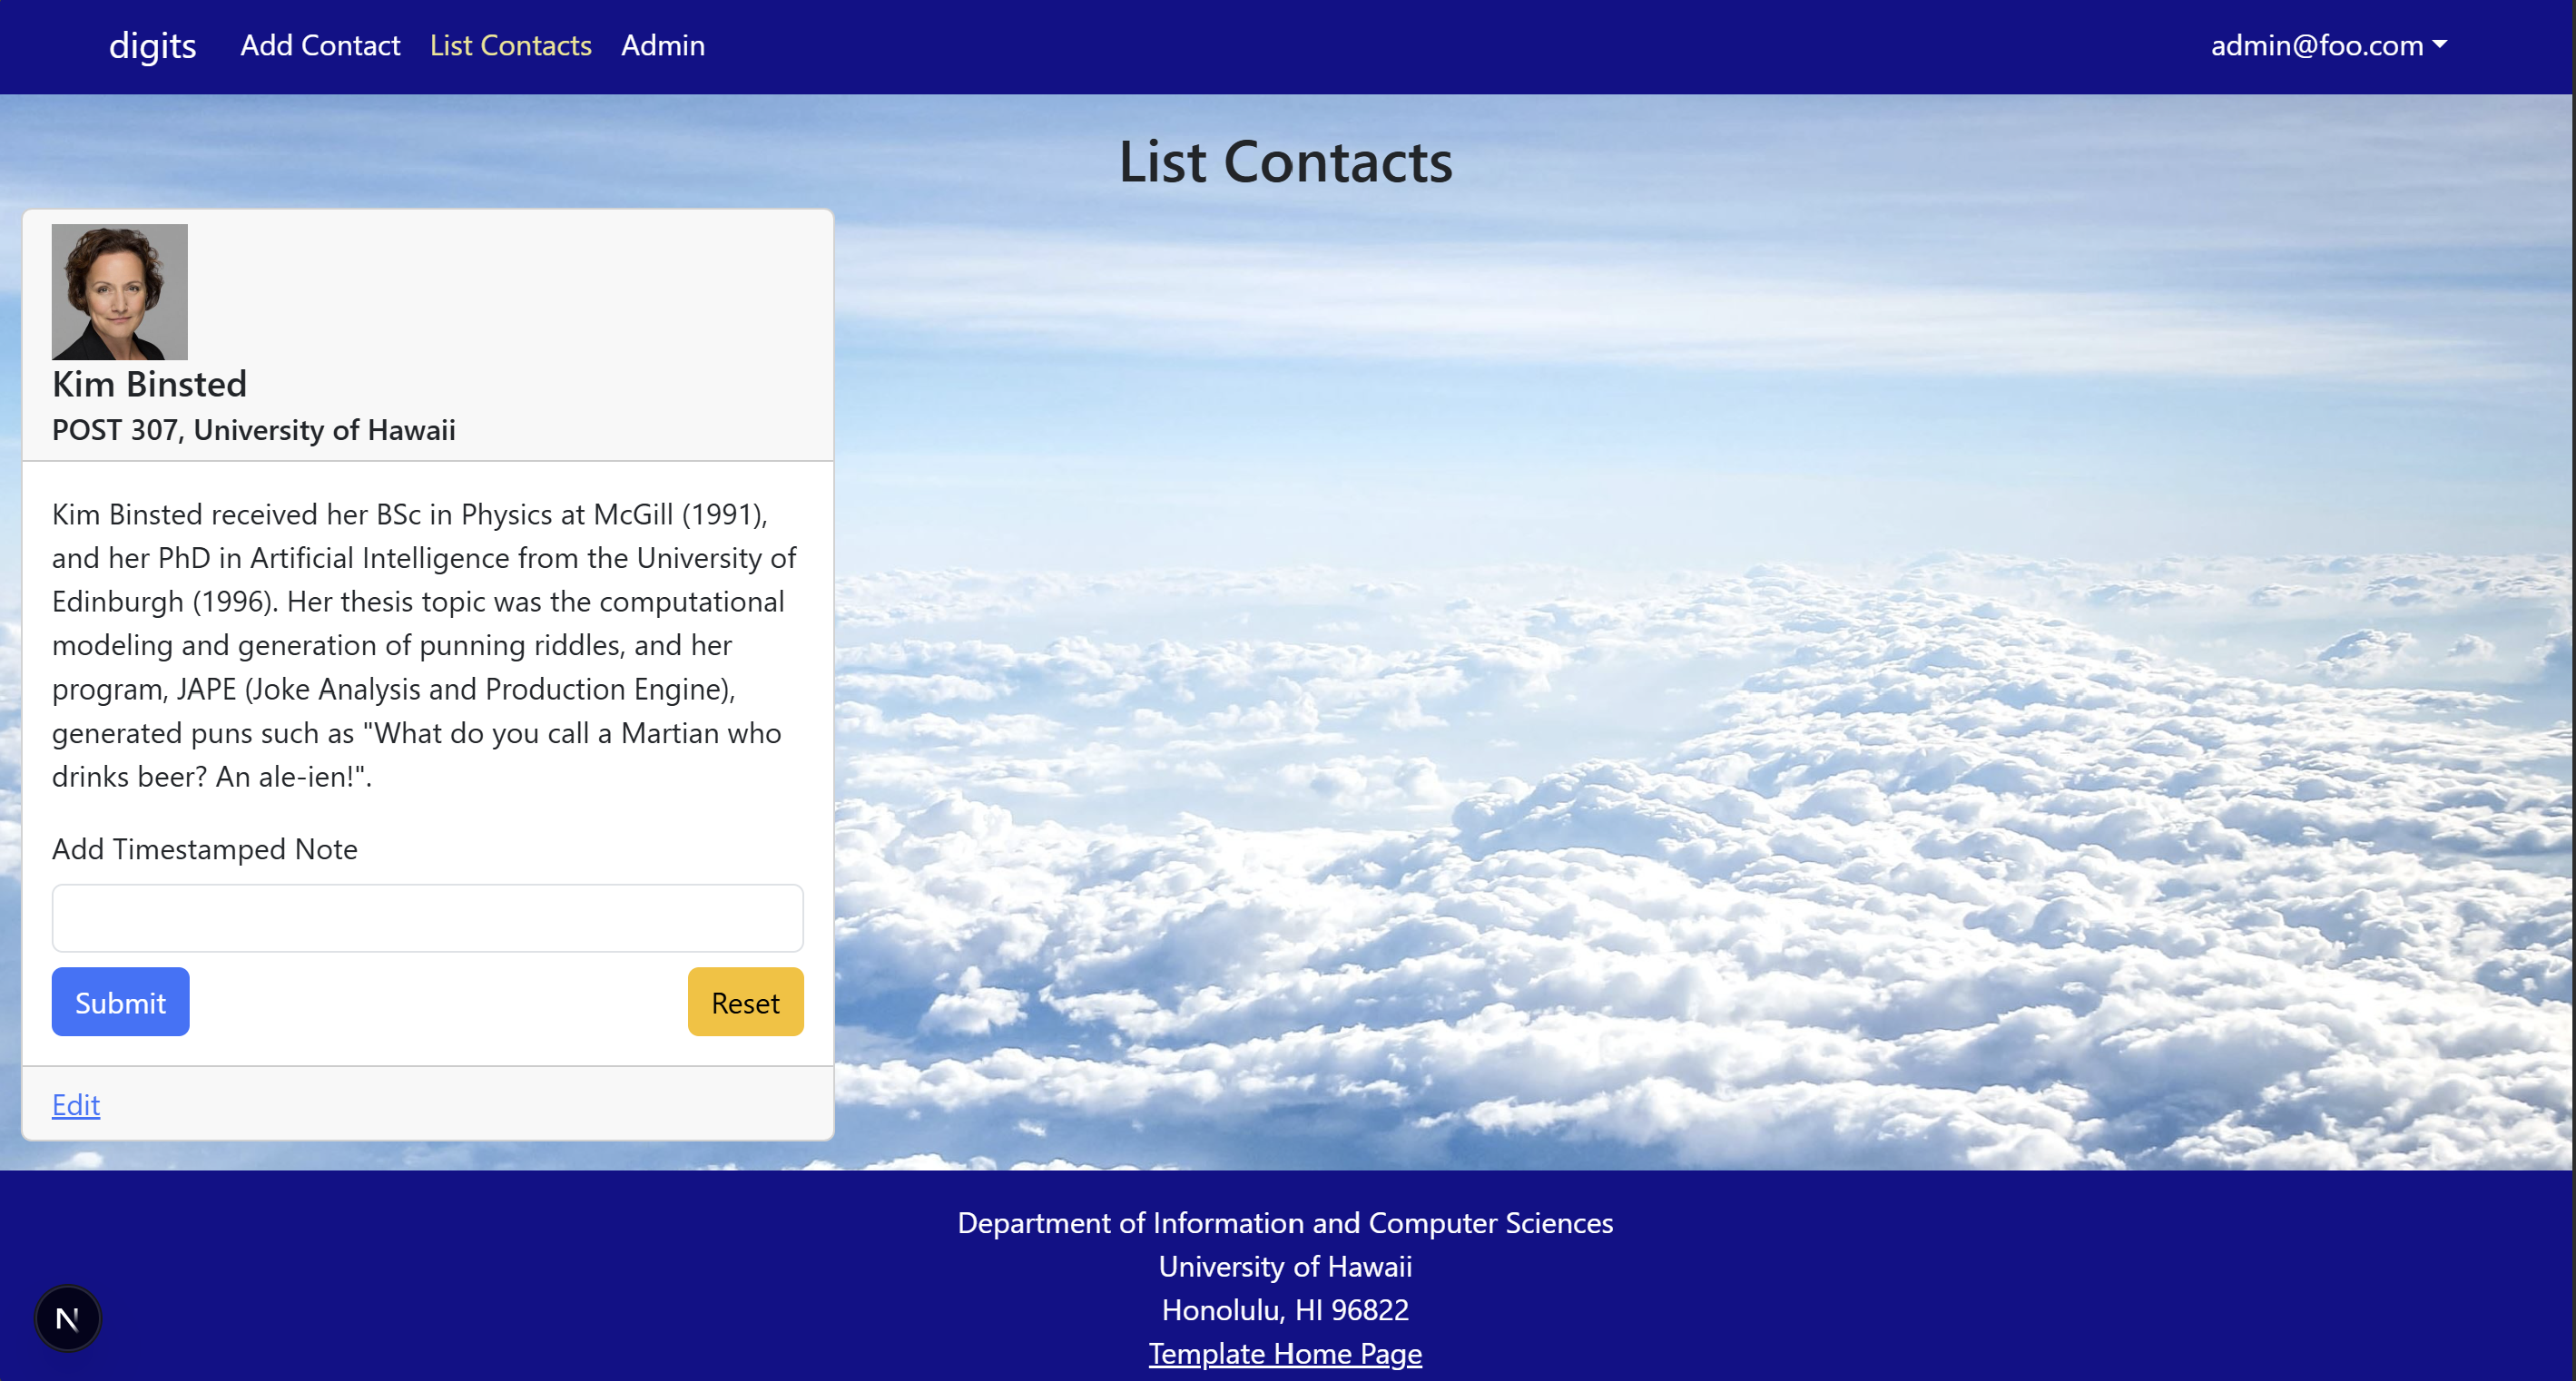 digits Add Contact List Contacts Admin admin@foo.com
List Contacts
Kim Binsted
POST 307, University of Hawaii
Kim Binsted received her BSc in Physics at McGill (1991),
and her PhD in Artificial Intelligence from the University of
Edinburgh (1996). Her thesis topic was the computational
modeling and generation of punning riddles, and her
program, JAPE (Joke Analysis and Production Engine),
generated puns such as "What do you call a Martian who
drinks beer? An ale-ien!".
Add Timestamped Note
Submit Reset
Edit
Department of Information and Computer Sciences
University of Hawaii
Honolulu, HI 96822
Template Home Page
N